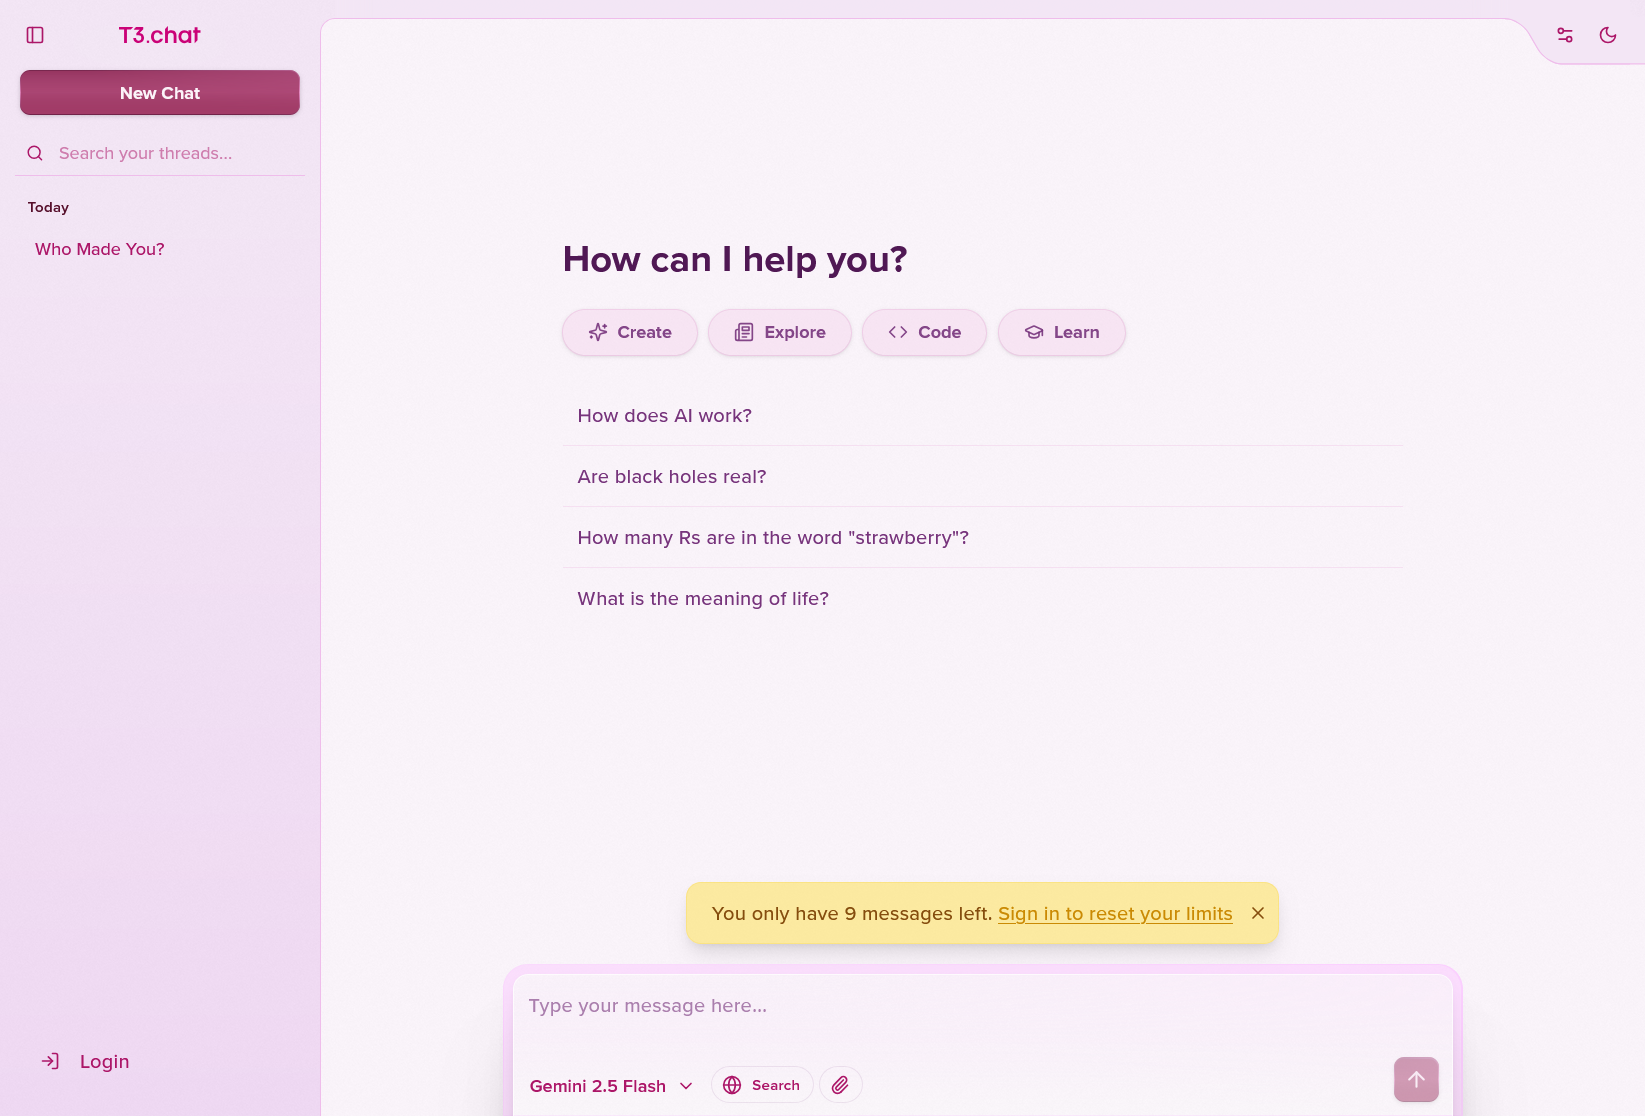 T3.chat
New Chat
Search your threads...
Today
Who Made You?
Login
How can I help you?
Create
Explore
Code
Learn
How does AI work?
Are black holes real?
How many Rs are in the word "strawberry"?
What is the meaning of life?
You only have 9 messages left. Sign in to reset your limits
Type your message here...
Gemini 2.5 Flash
Search